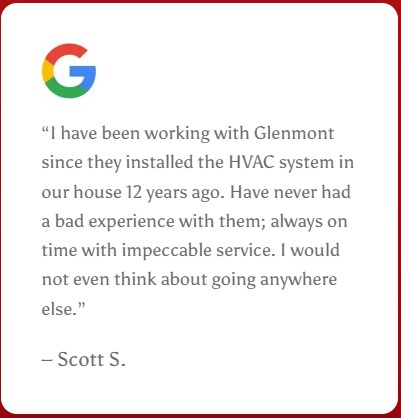 “I have been working with Glenmont
since they installed the HVAC system in
our house 12 years ago. Have never had
a bad experience with them; always on
time with impeccable service. I would
not even think about going anywhere
else.”
– Scott S.